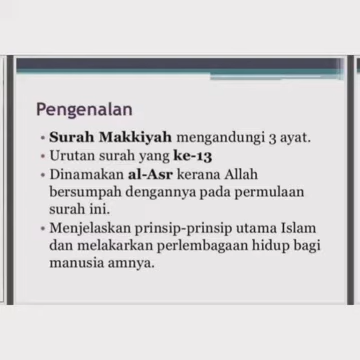 Pengenalan
• Surah Makkiyah mengandungi 3 ayat.
• Urutan surah yang ke-13
• Dinamakan al-Asr kerana Allah
bersumpah dengannya pada permulaan
surah ini.
• Menjelaskan prinsip-prinsip utama Islam
dan melakarkan perlembagaan hidup bagi
manusia amnya.